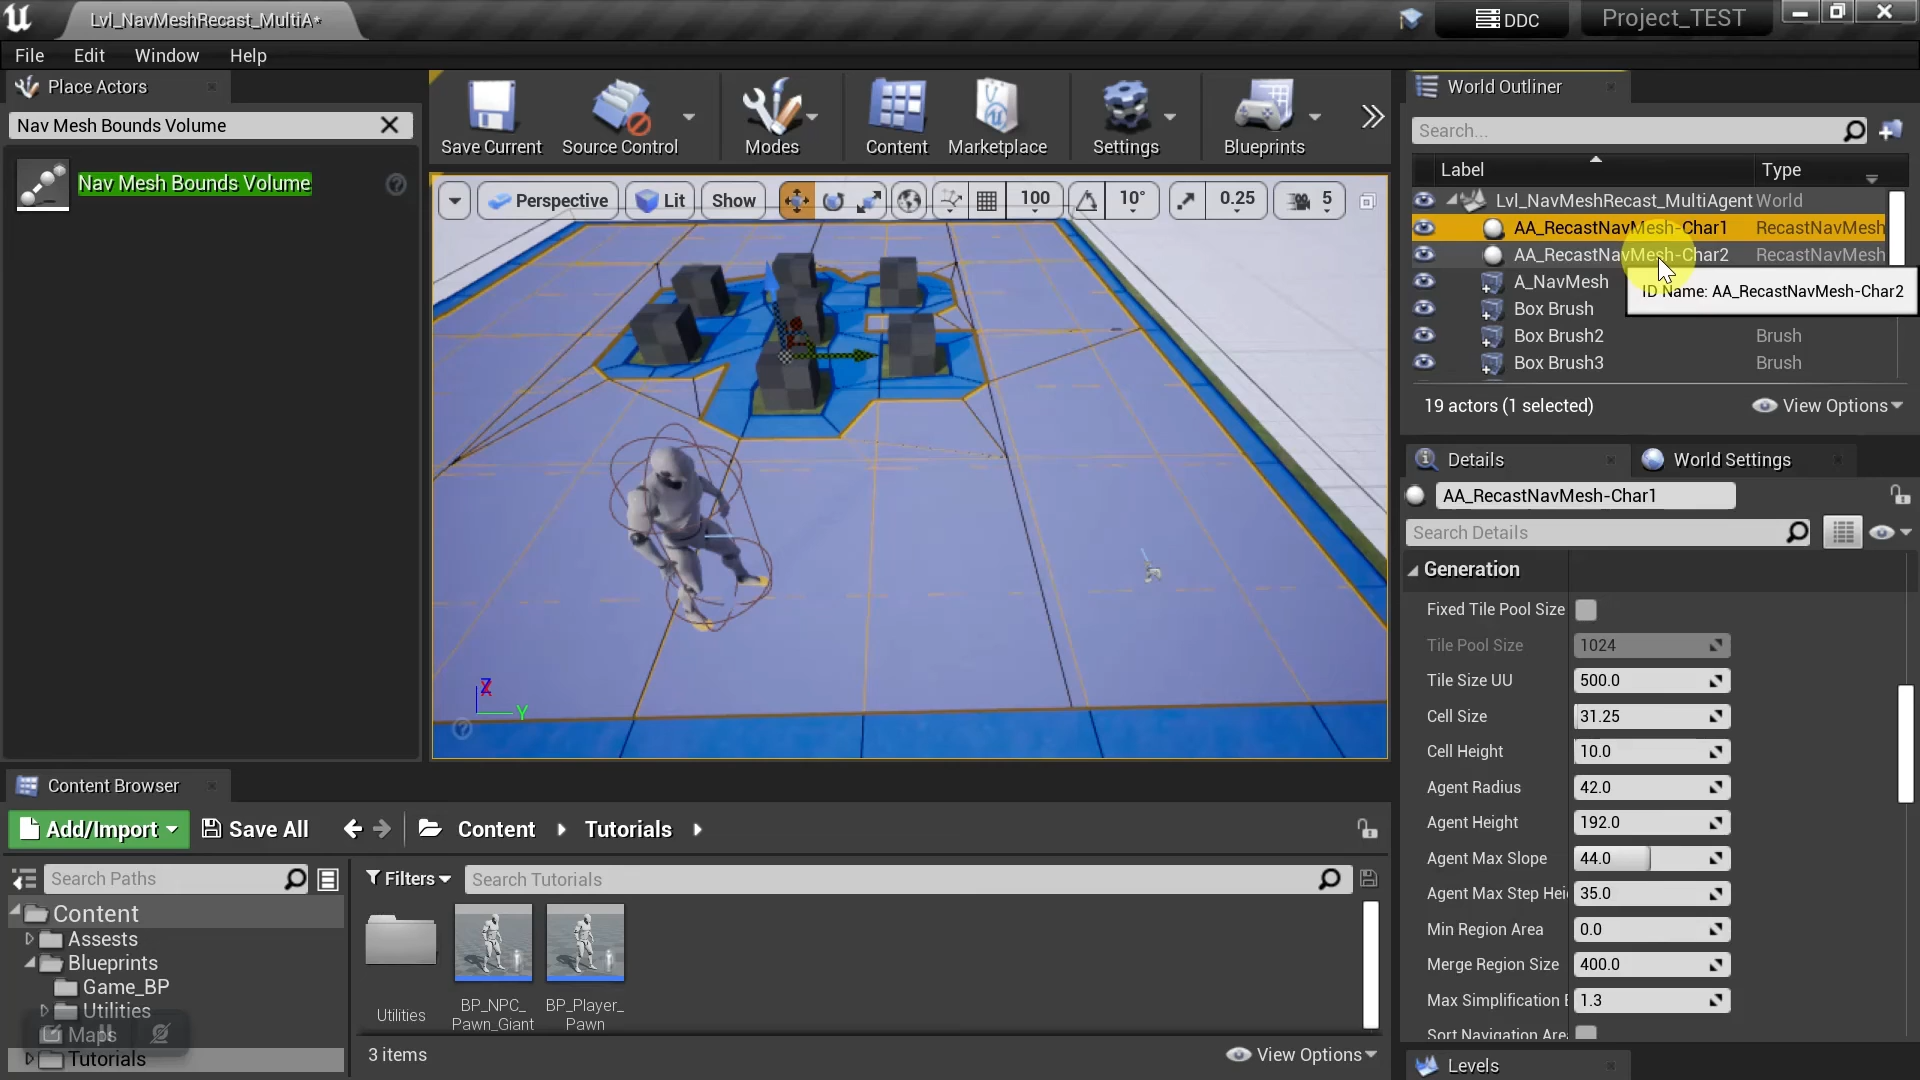 Lvl_NavMeshRecast_MultiA*
DDC
Project_TEST
File Edit Window Help
Place Actors
Nav Mesh Bounds Volume
Nav Mesh Bounds Volume
Save Current
Source Control
Modes
Content
Marketplace
Settings
Blueprints
Perspective
Lit
Show
100
10°
0.25
5
Z
Y
World Outliner
Search...
Label Type
Lvl_NavMeshRecast_MultiAgent World
AA_RecastNavMesh-Char1 RecastNavMesh
AA_RecastNavMesh-Char2 RecastNavMesh
A_NavMesh
ID Name: AA_RecastNavMesh-Char2
Box Brush
Box Brush2 Brush
Box Brush3 Brush
19 actors (1 selected)
View Options
Details
World Settings
AA_RecastNavMesh-Char1
Search Details
Generation
Fixed Tile Pool Size
Tile Pool Size 1024
Tile Size UU 500.0
Cell Size 31.25
Cell Height 10.0
Agent Radius 42.0
Agent Height 192.0
Agent Max Slope 44.0
Agent Max Step Hei 35.0
Min Region Area 0.0
Merge Region Size 400.0
Max Simplification E 1.3
Sort Navigation Are
Levels
Content Browser
Add/Import
Save All
Content
Tutorials
Search Paths
Filters
Search Tutorials
Content
Assests
Blueprints
Game_BP
Utilities
Maps
Tutorials
Utilities
BP_NPC_
Pawn_Giant
BP_Player_
Pawn
3 items
View Options